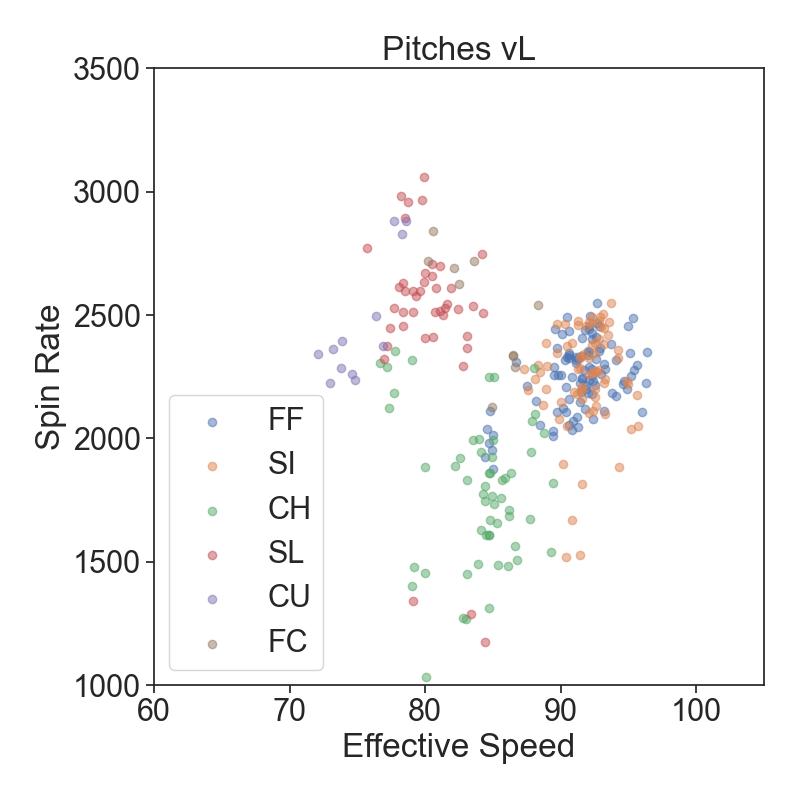 Pitches vL
3500
3000
2500
2000
1500
1000
Spin Rate
FF
SI
CH
SL
CU
FC
60 70 80 90 100
Effective Speed